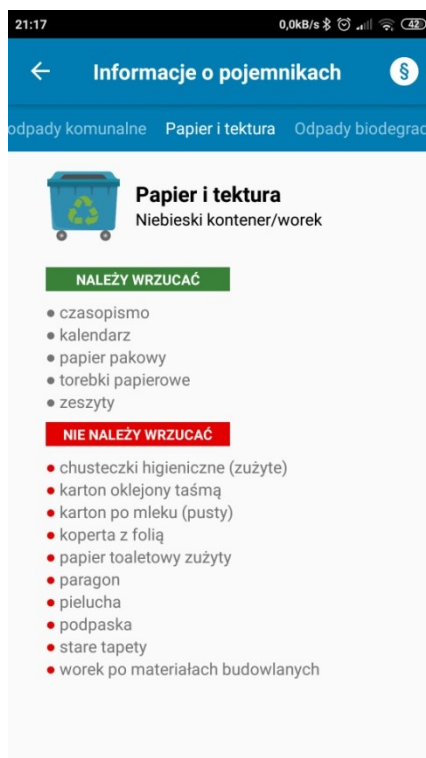 21:17 0,0kB/s 42
Informacje o pojemnikach §
odpady komunalne Papier i tektura Odpady biodegrad
Papier i tektura
Niebieski kontener/worek
NALEŻY WRZUCAĆ
• czasopismo
• kalendarz
• papier pakowy
• torebki papierowe
• zeszyty
NIE NALEŻY WRZUCAĆ
• chusteczki higieniczne (zużyte)
• karton oklejony taśmą
• karton po mleku (pusty)
• koperta z folią
• papier toaletowy zużyty
• paragon
• pielucha
• podpaska
• stare tapety
• worek po materiałach budowlanych